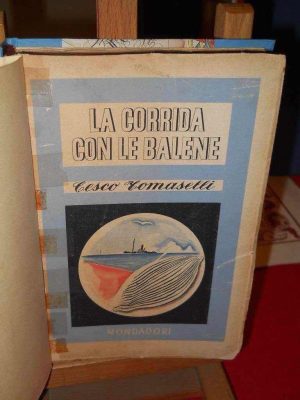 LA CORRIDA
CON LE BALENE
Cesco Tomaselli
MONDADORI